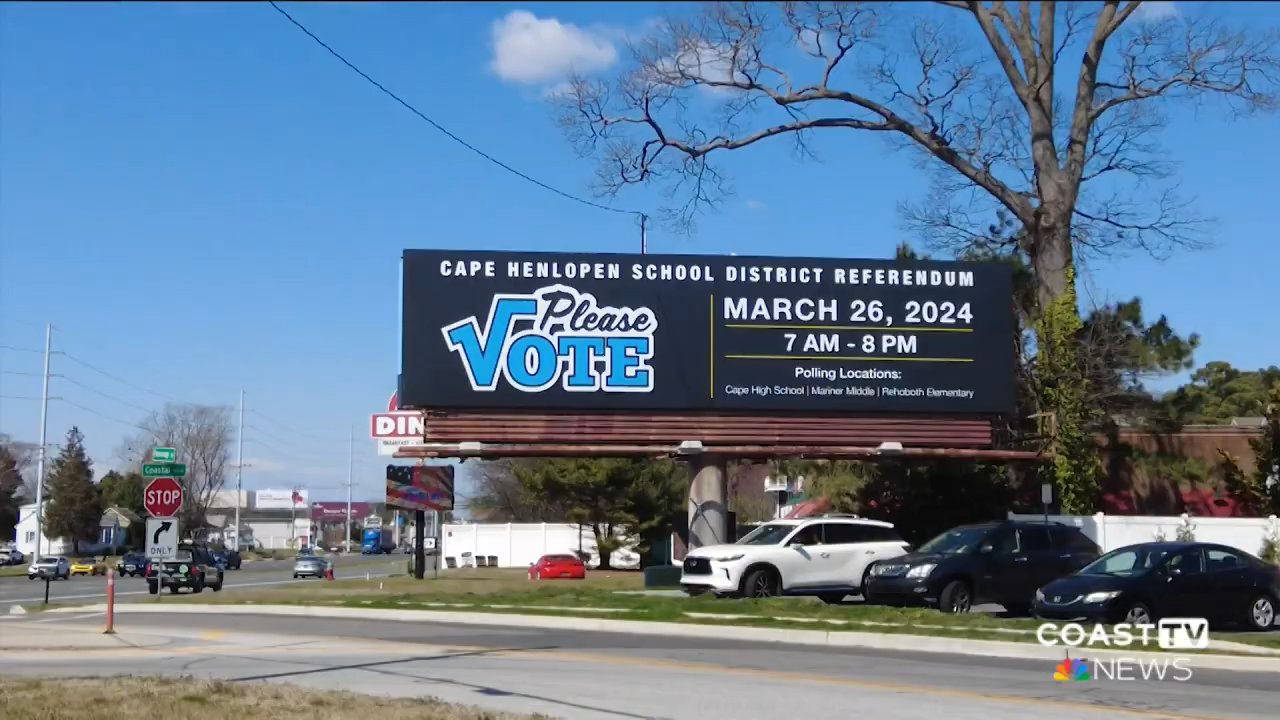 CAPE HENLOPEN SCHOOL DISTRICT REFERENDUM
Please
VOTE
MARCH 26, 2024
7 AM - 8 PM
Polling Locations:
Cape High School | Mariner Middle | Rehoboth Elementary
DIN
Coastal
STOP
ONLY
COAST TV
NEWS